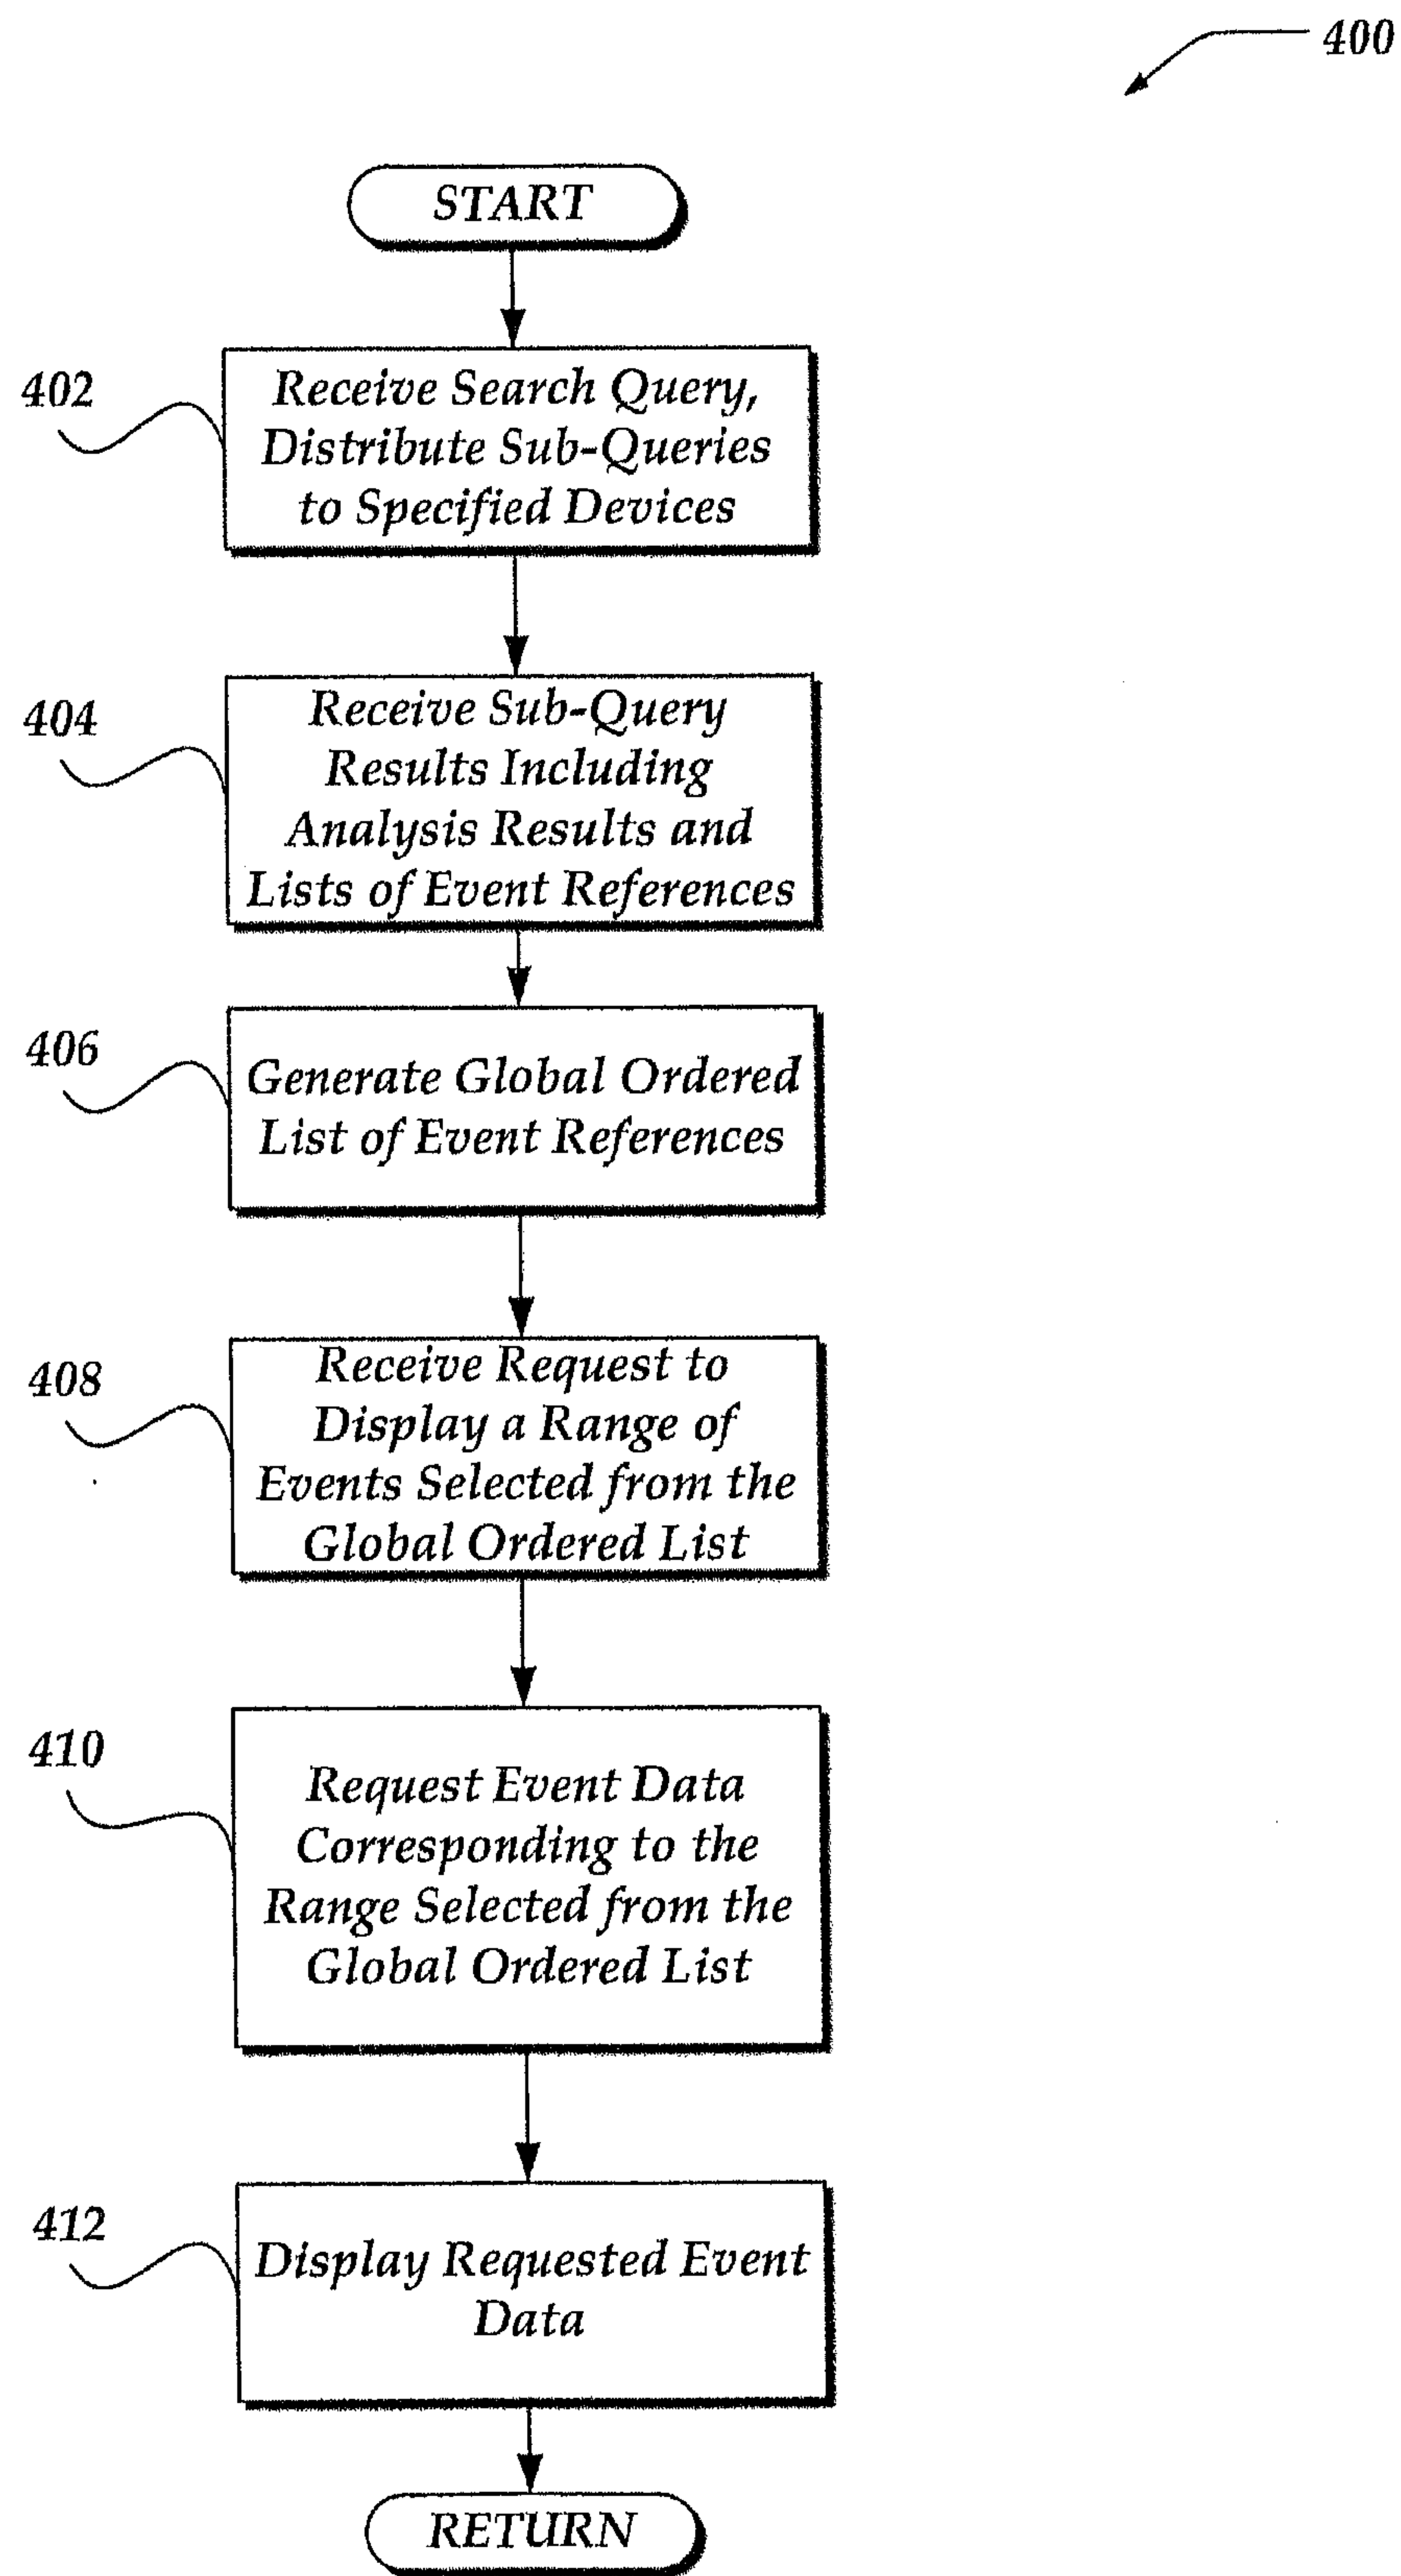 400
START
402
Receive Search Query,
Distribute Sub-Queries
to Specified Devices
404
Receive Sub-Query
Results Including
Analysis Results and
Lists of Event References
406
Generate Global Ordered
List of Event References
408
Receive Request to
Display a Range of
Events Selected from the
Global Ordered List
410
Request Event Data
Corresponding to the
Range Selected from the
Global Ordered List
412
Display Requested Event
Data
RETURN